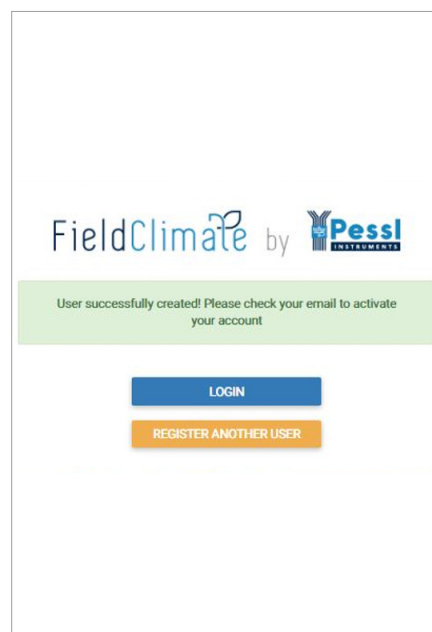 FieldClimate by Pessl
INSTRUMENTS
User successfully created! Please check your email to activate
your account
LOGIN
REGISTER ANOTHER USER